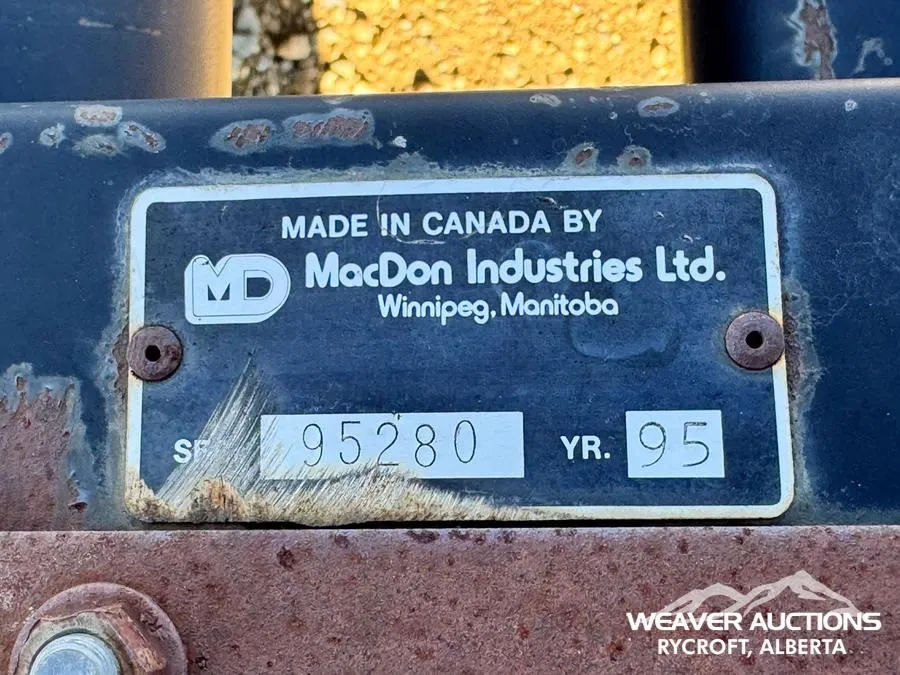 MADE IN CANADA BY
MD MacDon Industries Ltd.
Winnipeg, Manitoba
95280 YR. 95
WEAVER AUCTIONS
RYCROFT, ALBERTA